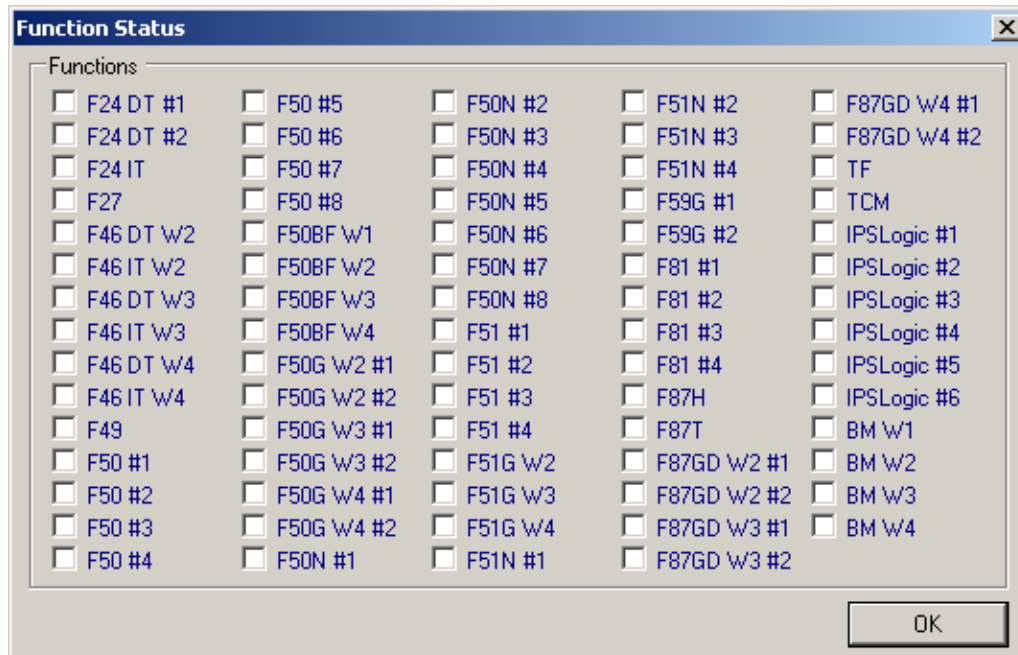 Function Status
Functions
F24 DT #1
F24 DT #2
F24 IT
F27
F46 DT W2
F46 IT W2
F46 DT W3
F46 IT W3
F46 DT W4
F46 IT W4
F49
F50 #1
F50 #2
F50 #3
F50 #4
F50 #5
F50 #6
F50 #7
F50 #8
F50BF W1
F50BF W2
F50BF W3
F50BF W4
F50G W2 #1
F50G W2 #2
F50G W3 #1
F50G W3 #2
F50G W4 #1
F50G W4 #2
F50N #1
F50N #2
F50N #3
F50N #4
F50N #5
F50N #6
F50N #7
F50N #8
F51 #1
F51 #2
F51 #3
F51 #4
F51G W2
F51G W3
F51G W4
F51N #1
F51N #2
F51N #3
F51N #4
F59G #1
F59G #2
F81 #1
F81 #2
F81 #3
F81 #4
F87H
F87T
F87GD W2 #1
F87GD W2 #2
F87GD W3 #1
F87GD W3 #2
F87GD W4 #1
F87GD W4 #2
TF
TCM
IPSLogic #1
IPSLogic #2
IPSLogic #3
IPSLogic #4
IPSLogic #5
IPSLogic #6
BM W1
BM W2
BM W3
BM W4
OK